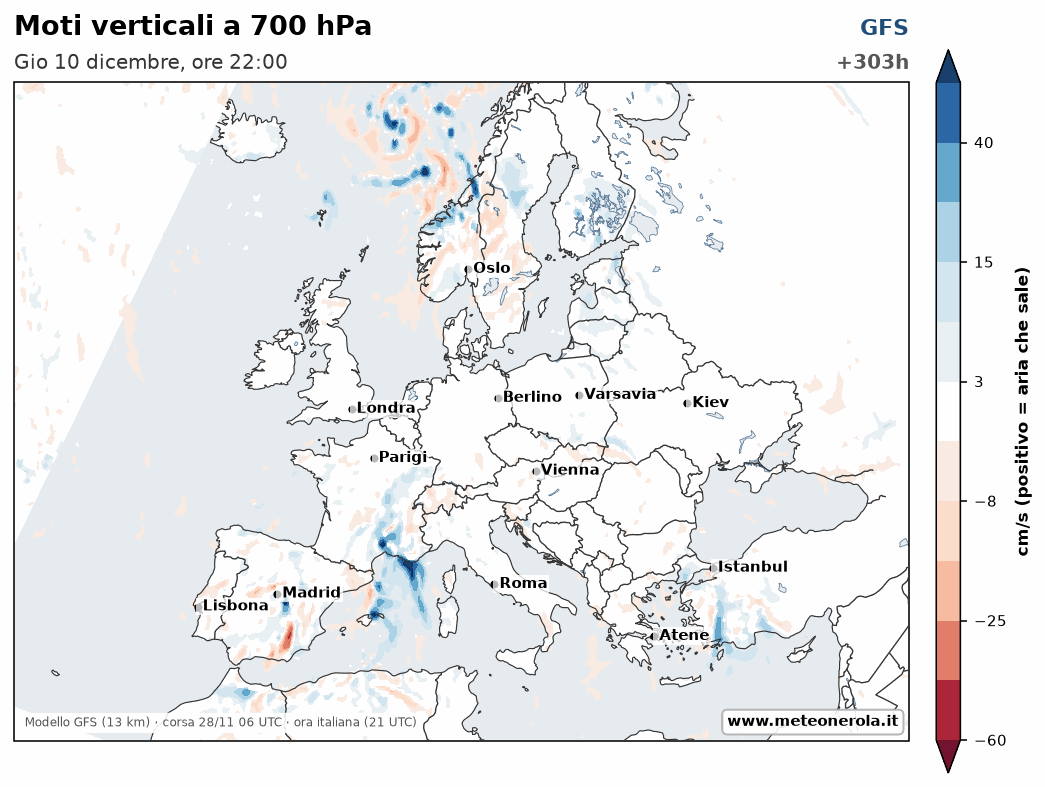 Moti verticali a 700 hPa
GFS
Gio 10 dicembre, ore 22:00
+303h
40
15
3
−8
−25
−60
cm/s (positivo = aria che sale)
Oslo
Londra
Berlino
Varsavia
Kiev
Parigi
Vienna
Istanbul
Roma
Madrid
Lisbona
Atene
Modello GFS (13 km) · corsa 28/11 06 UTC · ora italiana (21 UTC)
www.meteonerola.it